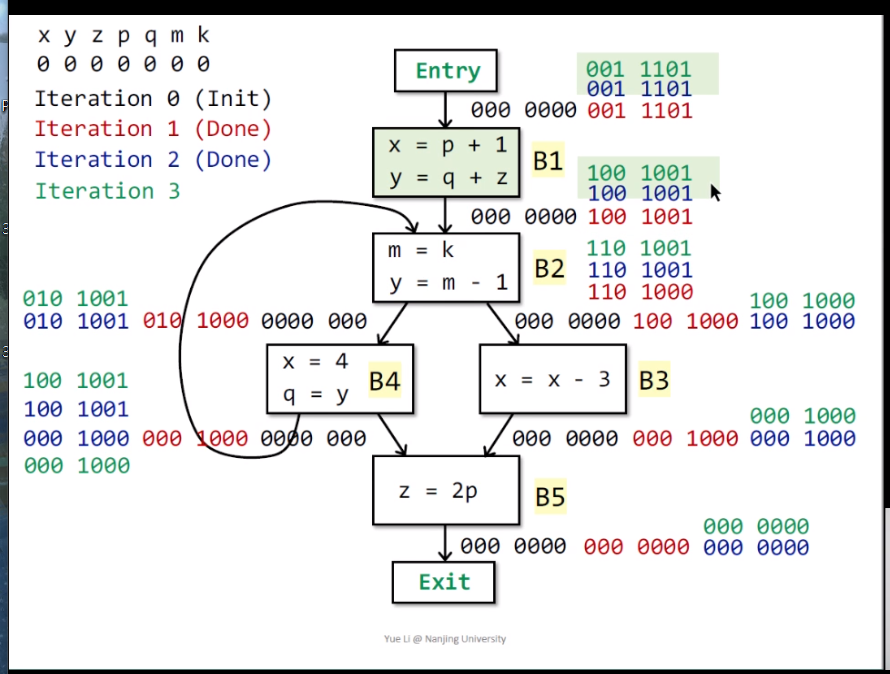 x y z p q m k
0 0 0 0 0 0 0
Iteration 0 (Init)
Iteration 1 (Done)
Iteration 2 (Done)
Iteration 3
Entry
001 1101
001 1101
000 0000 001 1101
x = p + 1
y = q + z
B1
100 1001
100 1001
000 0000 100 1001
m = k
y = m - 1
B2
110 1001
110 1001
110 1000
010 1001
010 1001 010 1000 0000 000
100 1000
000 0000 100 1000 100 1000
x = 4
q = y
B4
x = x - 3
B3
100 1001
100 1001
000 1000 000 1000 0000 000
000 1000
000 1000
000 0000 000 1000 000 1000
z = 2p
B5
000 0000
000 0000 000 0000 000 0000
Exit
Yue Li @ Nanjing University